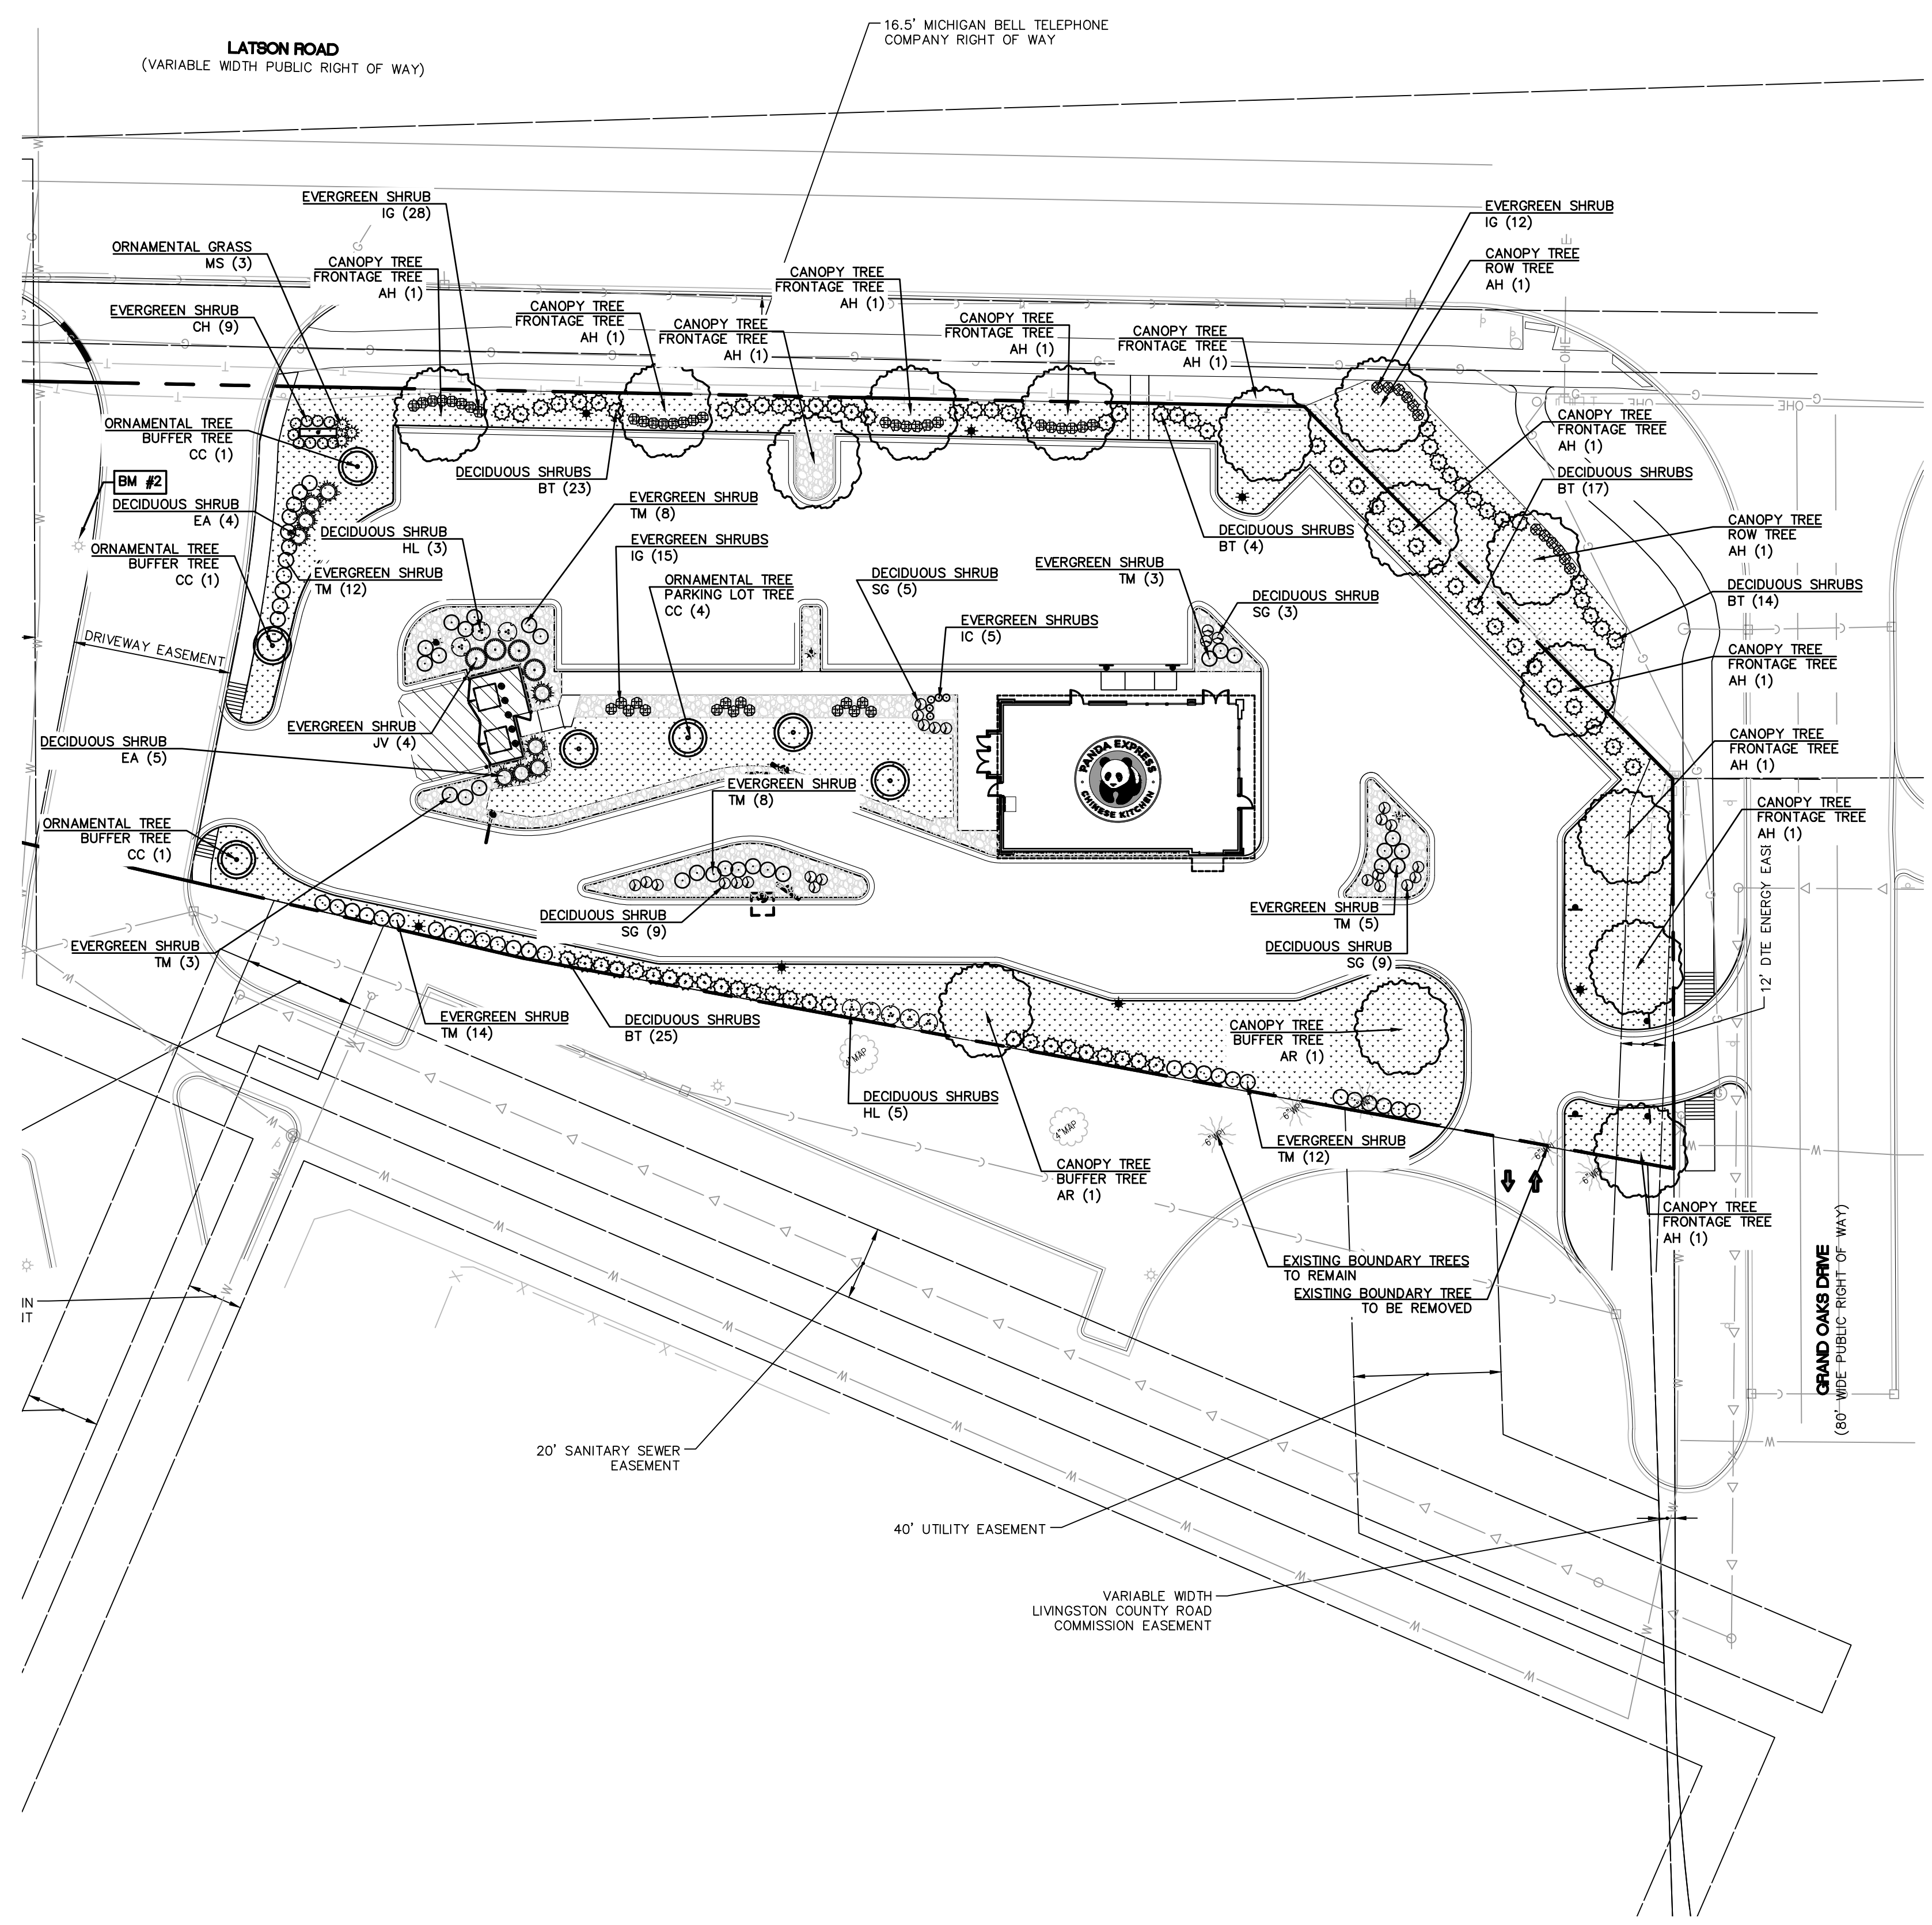 LATSON ROAD
(VARIABLE WIDTH PUBLIC RIGHT OF WAY)
16.5' MICHIGAN BELL TELEPHONE
COMPANY RIGHT OF WAY
EVERGREEN SHRUB
IG (28)
ORNAMENTAL GRASS
MS (3)
CANOPY TREE
FRONTAGE TREE
AH (1)
EVERGREEN SHRUB
CH (9)
CANOPY TREE
FRONTAGE TREE
AH (1)
CANOPY TREE
FRONTAGE TREE
AH (1)
CANOPY TREE
FRONTAGE TREE
AH (1)
CANOPY TREE
FRONTAGE TREE
AH (1)
CANOPY TREE
FRONTAGE TREE
AH (1)
EVERGREEN SHRUB
IG (12)
CANOPY TREE
ROW TREE
AH (1)
OHE
OHE
OHE
CANOPY TREE
FRONTAGE TREE
AH (1)
DECIDUOUS SHRUBS
BT (17)
CANOPY TREE
ROW TREE
AH (1)
DECIDUOUS SHRUBS
BT (14)
CANOPY TREE
FRONTAGE TREE
AH (1)
CANOPY TREE
FRONTAGE TREE
AH (1)
CANOPY TREE
FRONTAGE TREE
AH (1)
12' DTE ENERGY EASE
ORNAMENTAL TREE
BUFFER TREE
CC (1)
BM #2
DECIDUOUS SHRUB
EA (4)
ORNAMENTAL TREE
BUFFER TREE
CC (1)
DECIDUOUS SHRUB
HL (3)
EVERGREEN SHRUB
TM (12)
DECIDUOUS SHRUBS
BT (23)
EVERGREEN SHRUB
TM (8)
EVERGREEN SHRUBS
IG (15)
ORNAMENTAL TREE
PARKING LOT TREE
CC (4)
DECIDUOUS SHRUB
SG (5)
EVERGREEN SHRUBS
IC (5)
EVERGREEN SHRUB
TM (3)
DECIDUOUS SHRUBS
BT (4)
DECIDUOUS SHRUB
SG (3)
DRIVEWAY EASEMENT
EVERGREEN SHRUB
JV (4)
DECIDUOUS SHRUB
EA (5)
PANDA EXPRESS
CHINESE KITCHEN
EVERGREEN SHRUB
TM (8)
ORNAMENTAL TREE
BUFFER TREE
CC (1)
DECIDUOUS SHRUB
SG (9)
EVERGREEN SHRUB
TM (3)
EVERGREEN SHRUB
TM (5)
DECIDUOUS SHRUB
SG (9)
EVERGREEN SHRUB
TM (14)
DECIDUOUS SHRUBS
BT (25)
CANOPY TREE
BUFFER TREE
AR (1)
4"MAP
DECIDUOUS SHRUBS
HL (5)
4"MAP
6"WPI
6"WPI
6"WPI
EVERGREEN SHRUB
TM (12)
CANOPY TREE
BUFFER TREE
AR (1)
CANOPY TREE
FRONTAGE TREE
AH (1)
EXISTING BOUNDARY TREES
TO REMAIN
EXISTING BOUNDARY TREE
TO BE REMOVED
GRAND OAKS DRIVE
(80' WIDE PUBLIC RIGHT OF WAY)
IN
NT
20' SANITARY SEWER
EASEMENT
40' UTILITY EASEMENT
VARIABLE WIDTH
LIVINGSTON COUNTY ROAD
COMMISSION EASEMENT